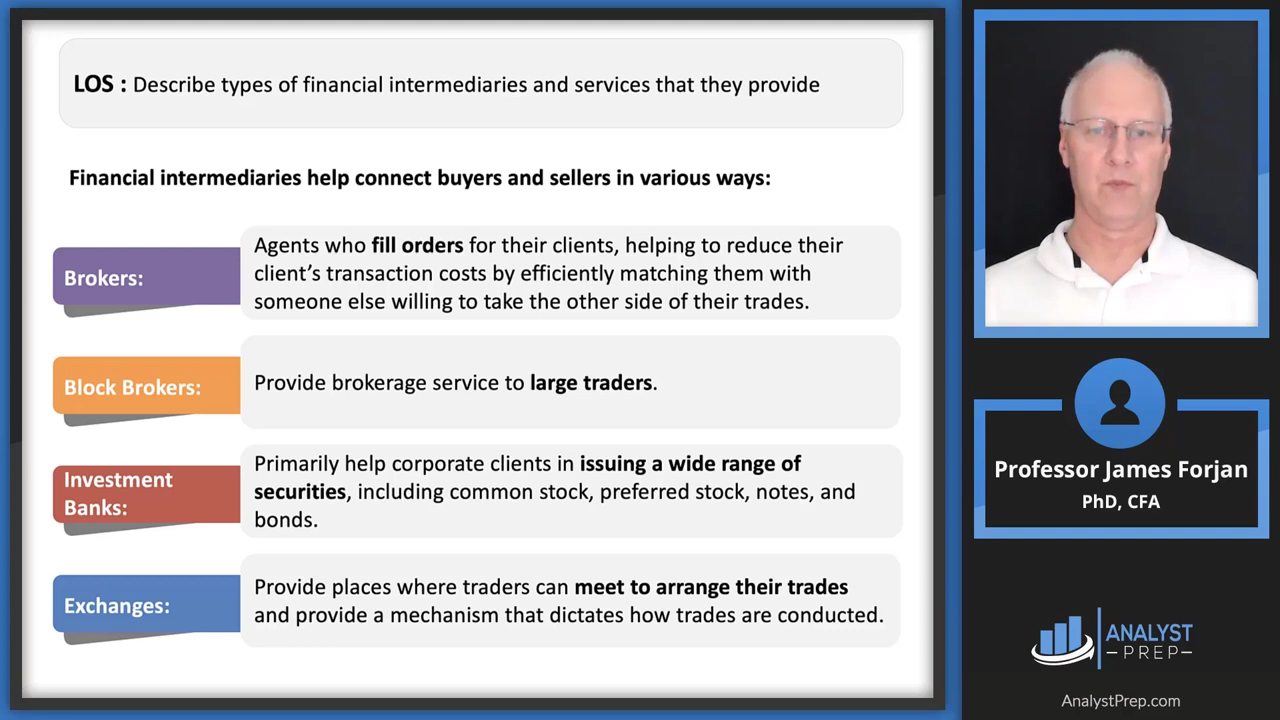 LOS : Describe types of financial intermediaries and services that they provide
Financial intermediaries help connect buyers and sellers in various ways:
Brokers:
Agents who fill orders for their clients, helping to reduce their
client’s transaction costs by efficiently matching them with
someone else willing to take the other side of their trades.
Block Brokers:
Provide brokerage service to large traders.
Investment
Banks:
Primarily help corporate clients in issuing a wide range of
securities, including common stock, preferred stock, notes, and
bonds.
Exchanges:
Provide places where traders can meet to arrange their trades
and provide a mechanism that dictates how trades are conducted.
Professor James Forjan
PhD, CFA
ANALYST
PREP
AnalystPrep.com